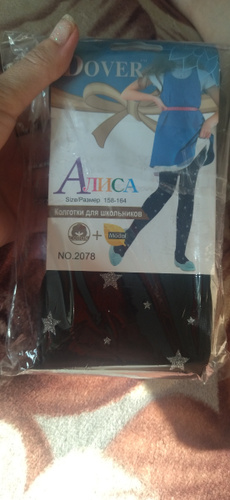 DOVER
АЛИСА
Size/Размер 158-164
Колготки для школьников
+
NO.2078